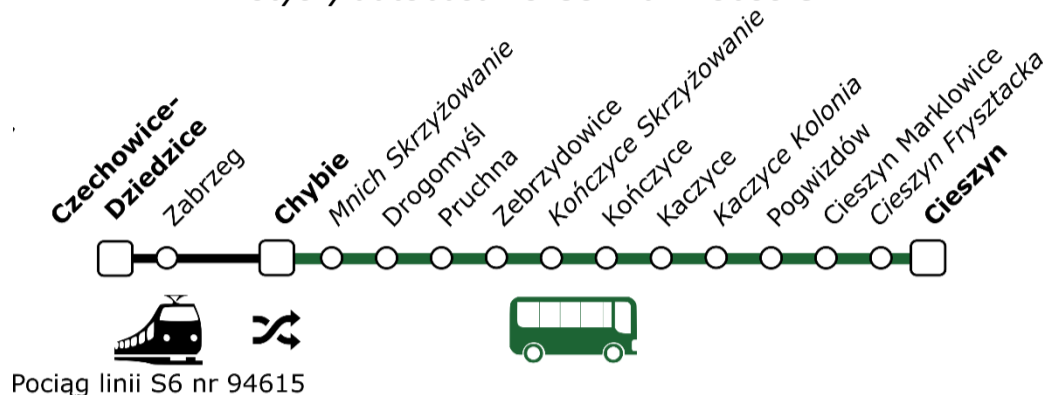 Czechowice-
Dziedzice
Zabrzeg
Chybie
Mnich Skrzyżowanie
Drogomyśl
Pruchna
Zebrzydowice
Kończyce Skrzyżowanie
Kończyce
Kaczyce
Kaczyce Kolonia
Pogwizdów
Cieszyn Marklowice
Cieszyn Frysztacka
Cieszyn
Pociąg linii S6 nr 94615